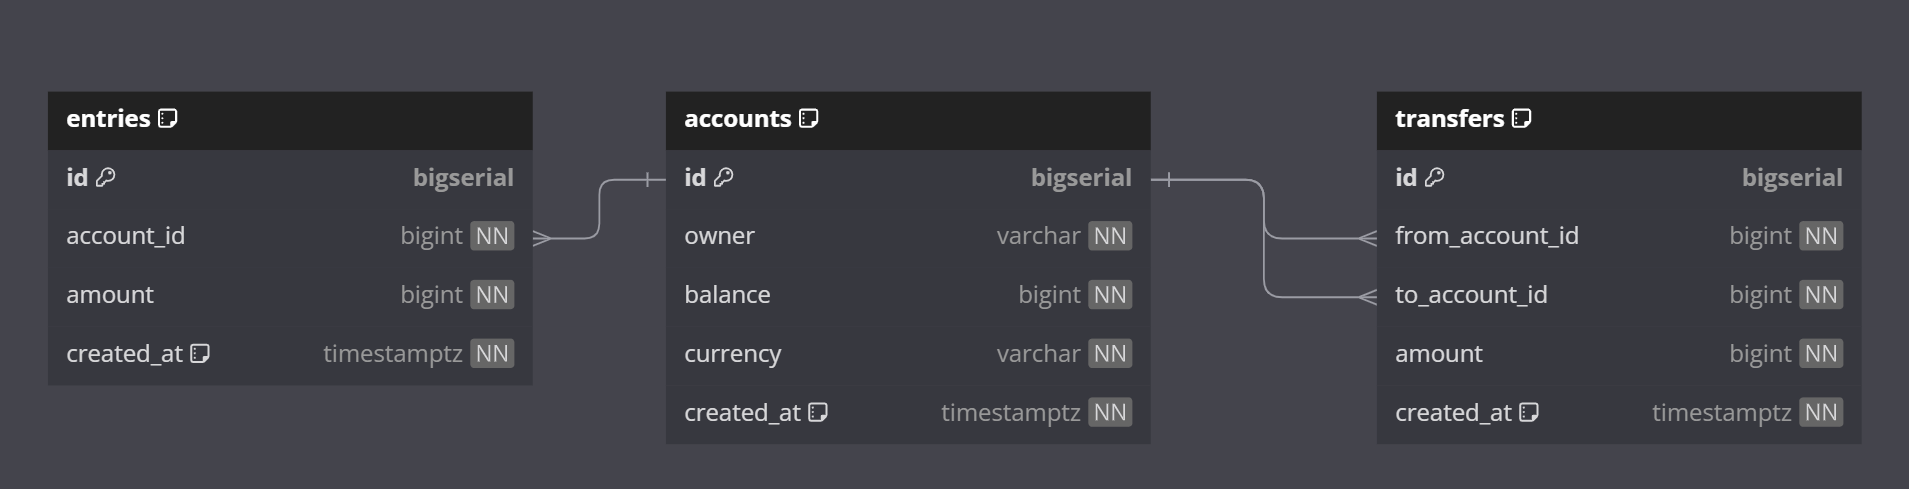 entries
id bigserial
account_id bigint NN
amount bigint NN
created_at timestamptz NN
accounts
id bigserial
owner varchar NN
balance bigint NN
currency varchar NN
created_at timestamptz NN
transfers
id bigserial
from_account_id bigint NN
to_account_id bigint NN
amount bigint NN
created_at timestamptz NN